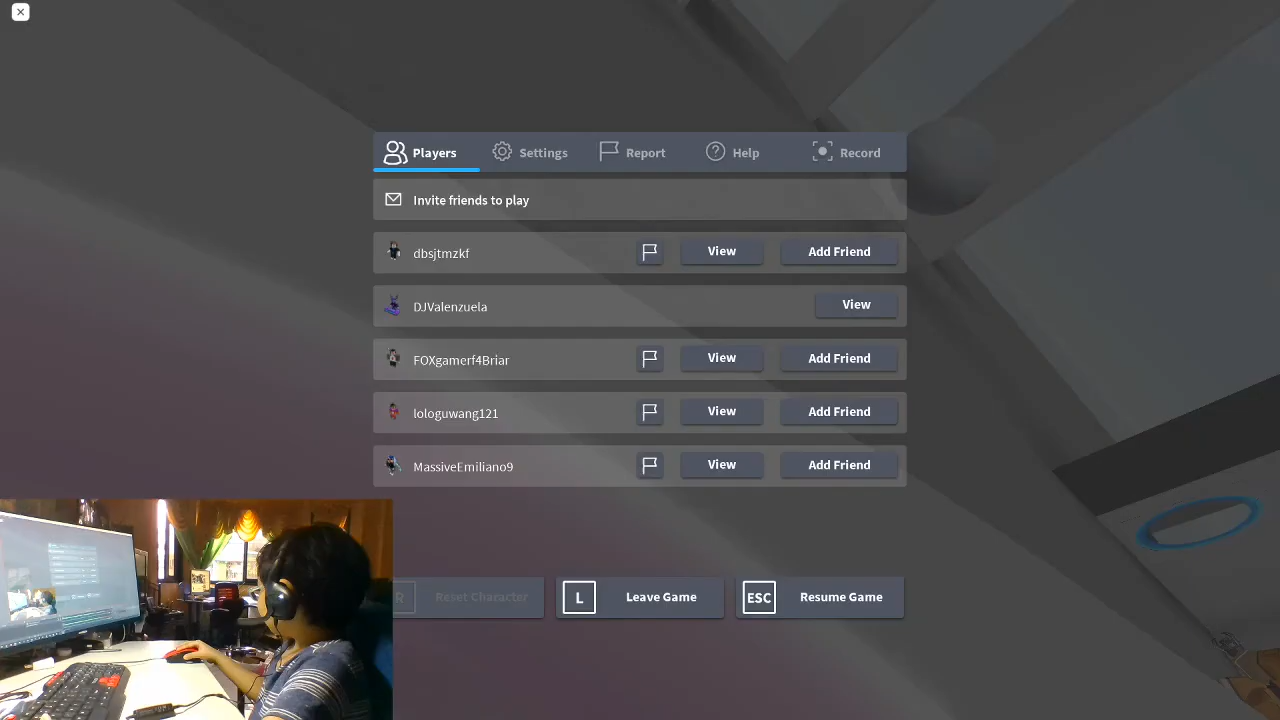 Players Settings Report Help Record
Invite friends to play
dbsjtmzkf View Add Friend
DJValenzuela View
FOXgamerf4Briar View Add Friend
lologuwang121 View Add Friend
MassiveEmiliano9 View Add Friend
R Reset Character L Leave Game ESC Resume Game